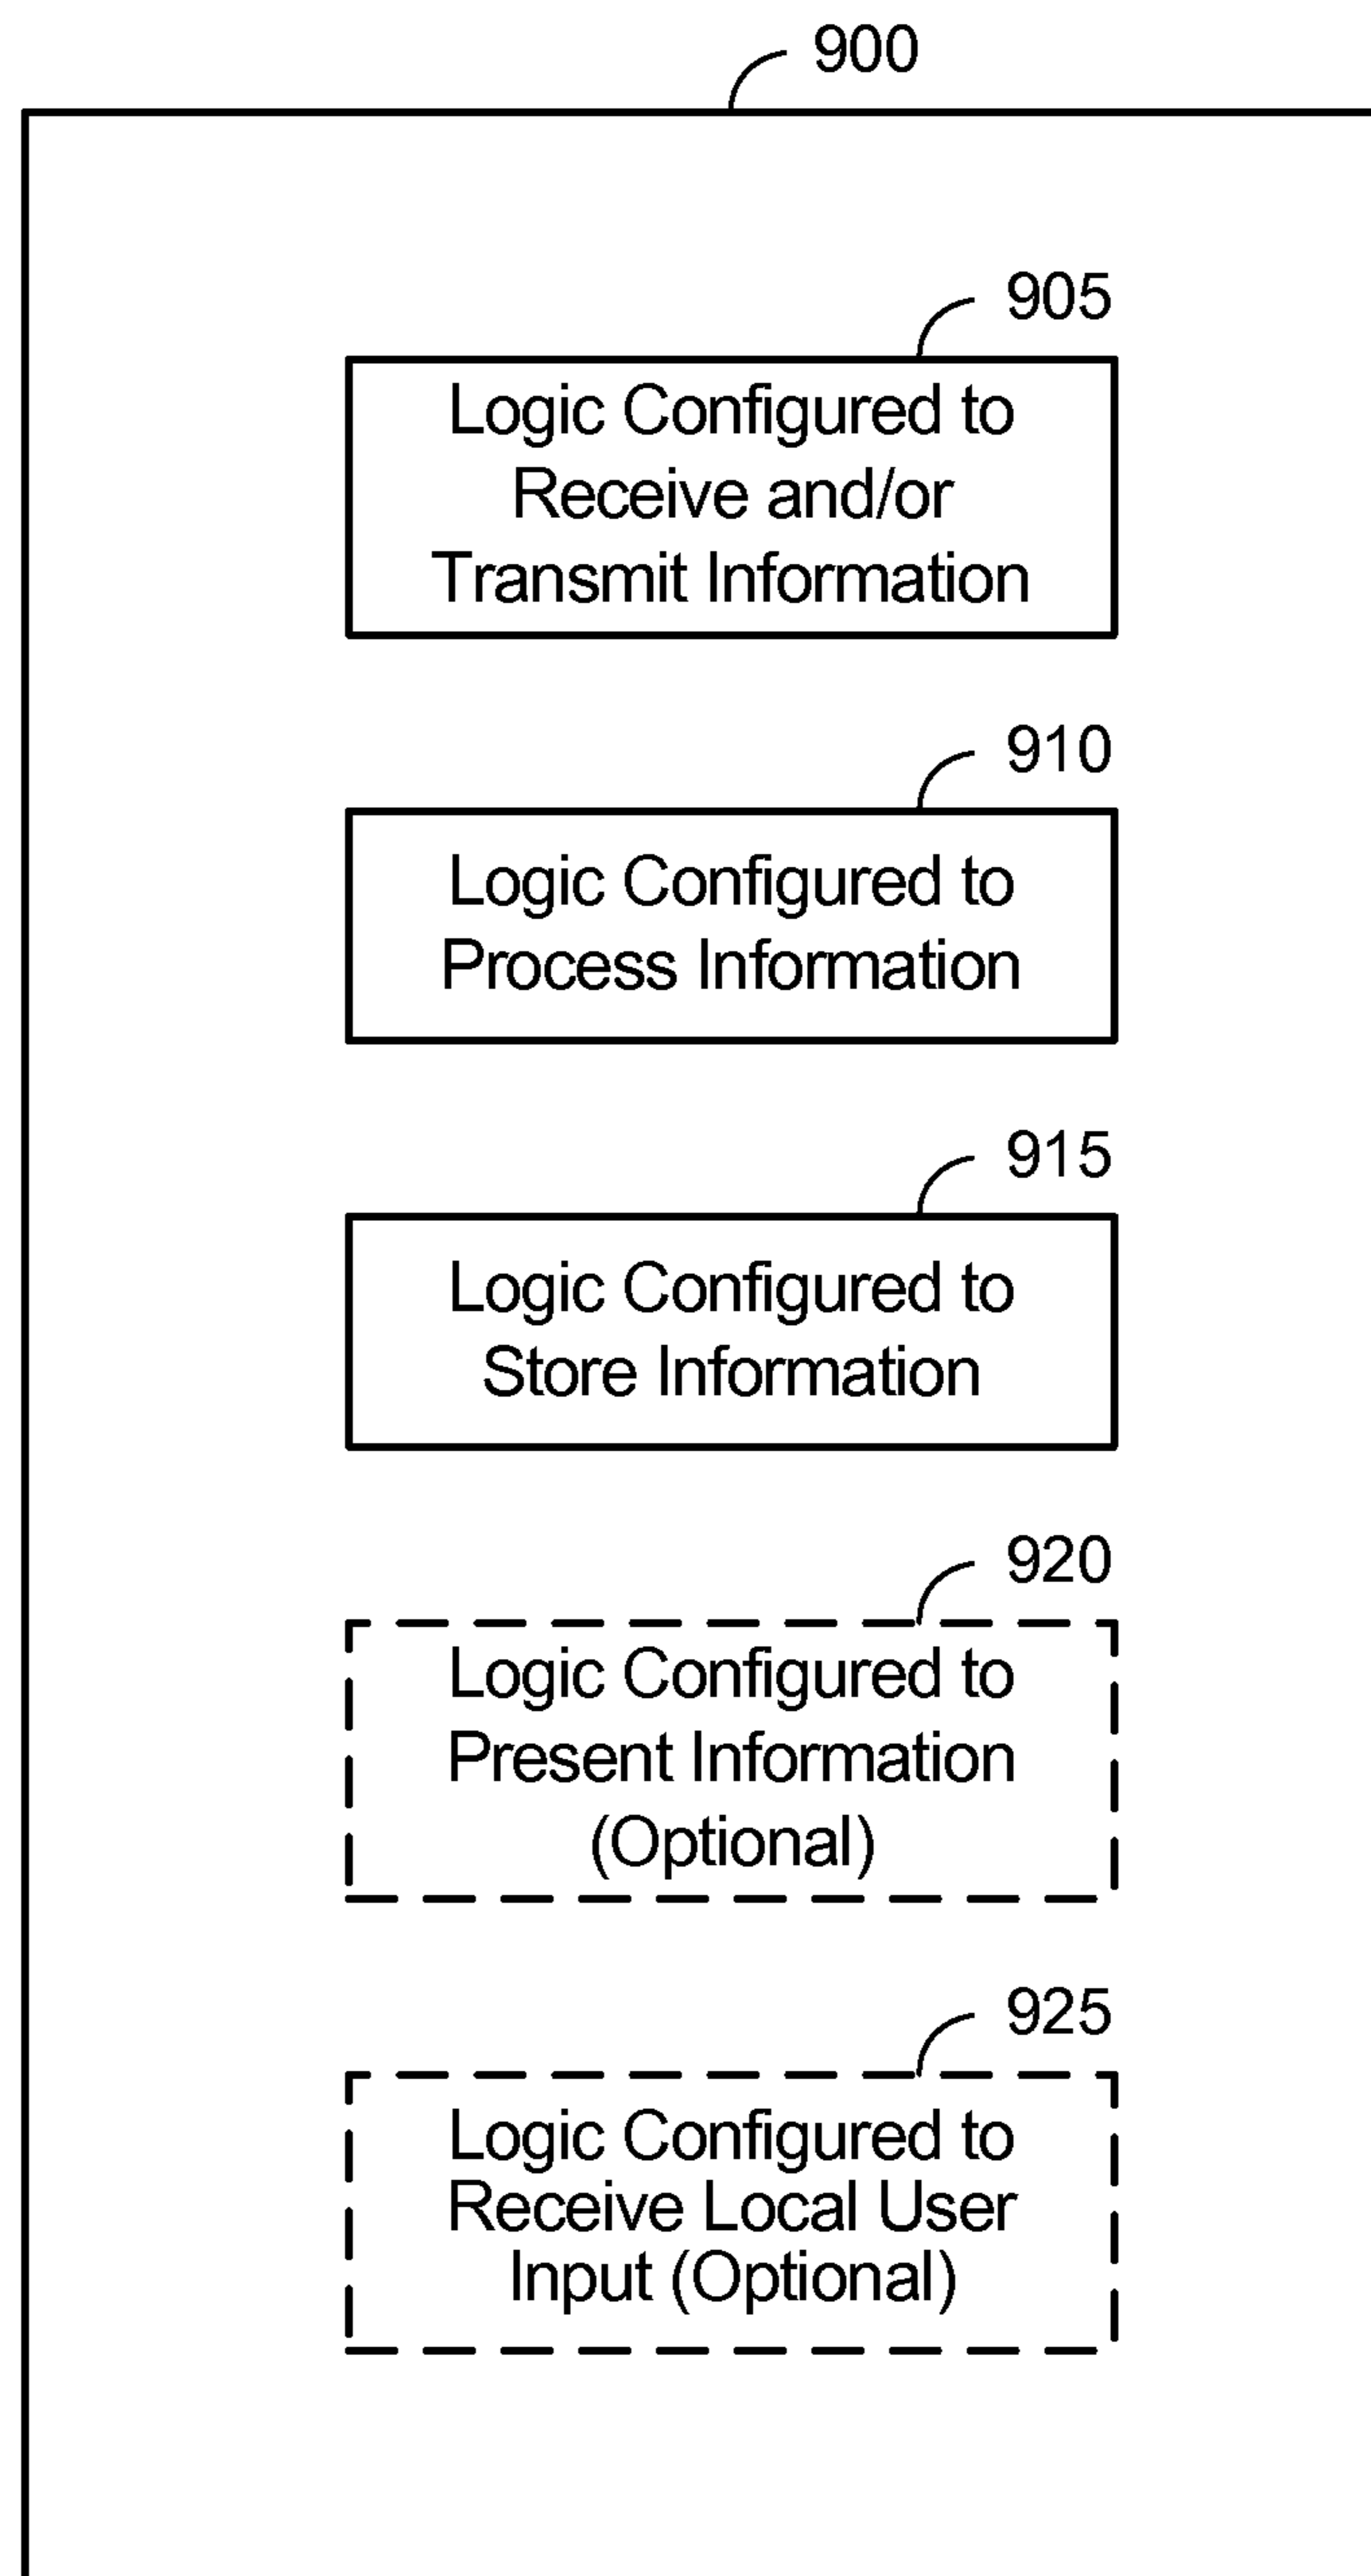 900
905
Logic Configured to
Receive and/or
Transmit Information
910
Logic Configured to
Process Information
915
Logic Configured to
Store Information
920
Logic Configured to
Present Information
(Optional)
925
Logic Configured to
Receive Local User
Input (Optional)